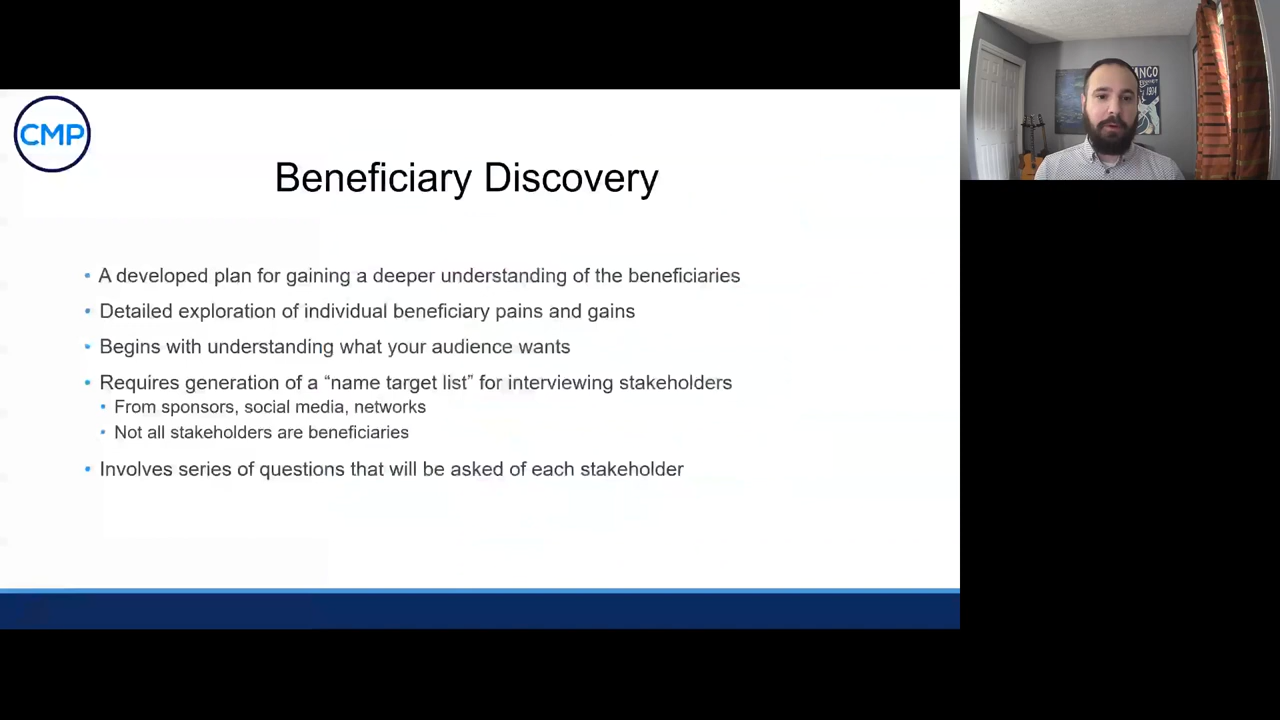 CMP
Beneficiary Discovery
• A developed plan for gaining a deeper understanding of the beneficiaries
• Detailed exploration of individual beneficiary pains and gains
• Begins with understanding what your audience wants
• Requires generation of a “name target list” for interviewing stakeholders
• From sponsors, social media, networks
• Not all stakeholders are beneficiaries
• Involves series of questions that will be asked of each stakeholder
1934